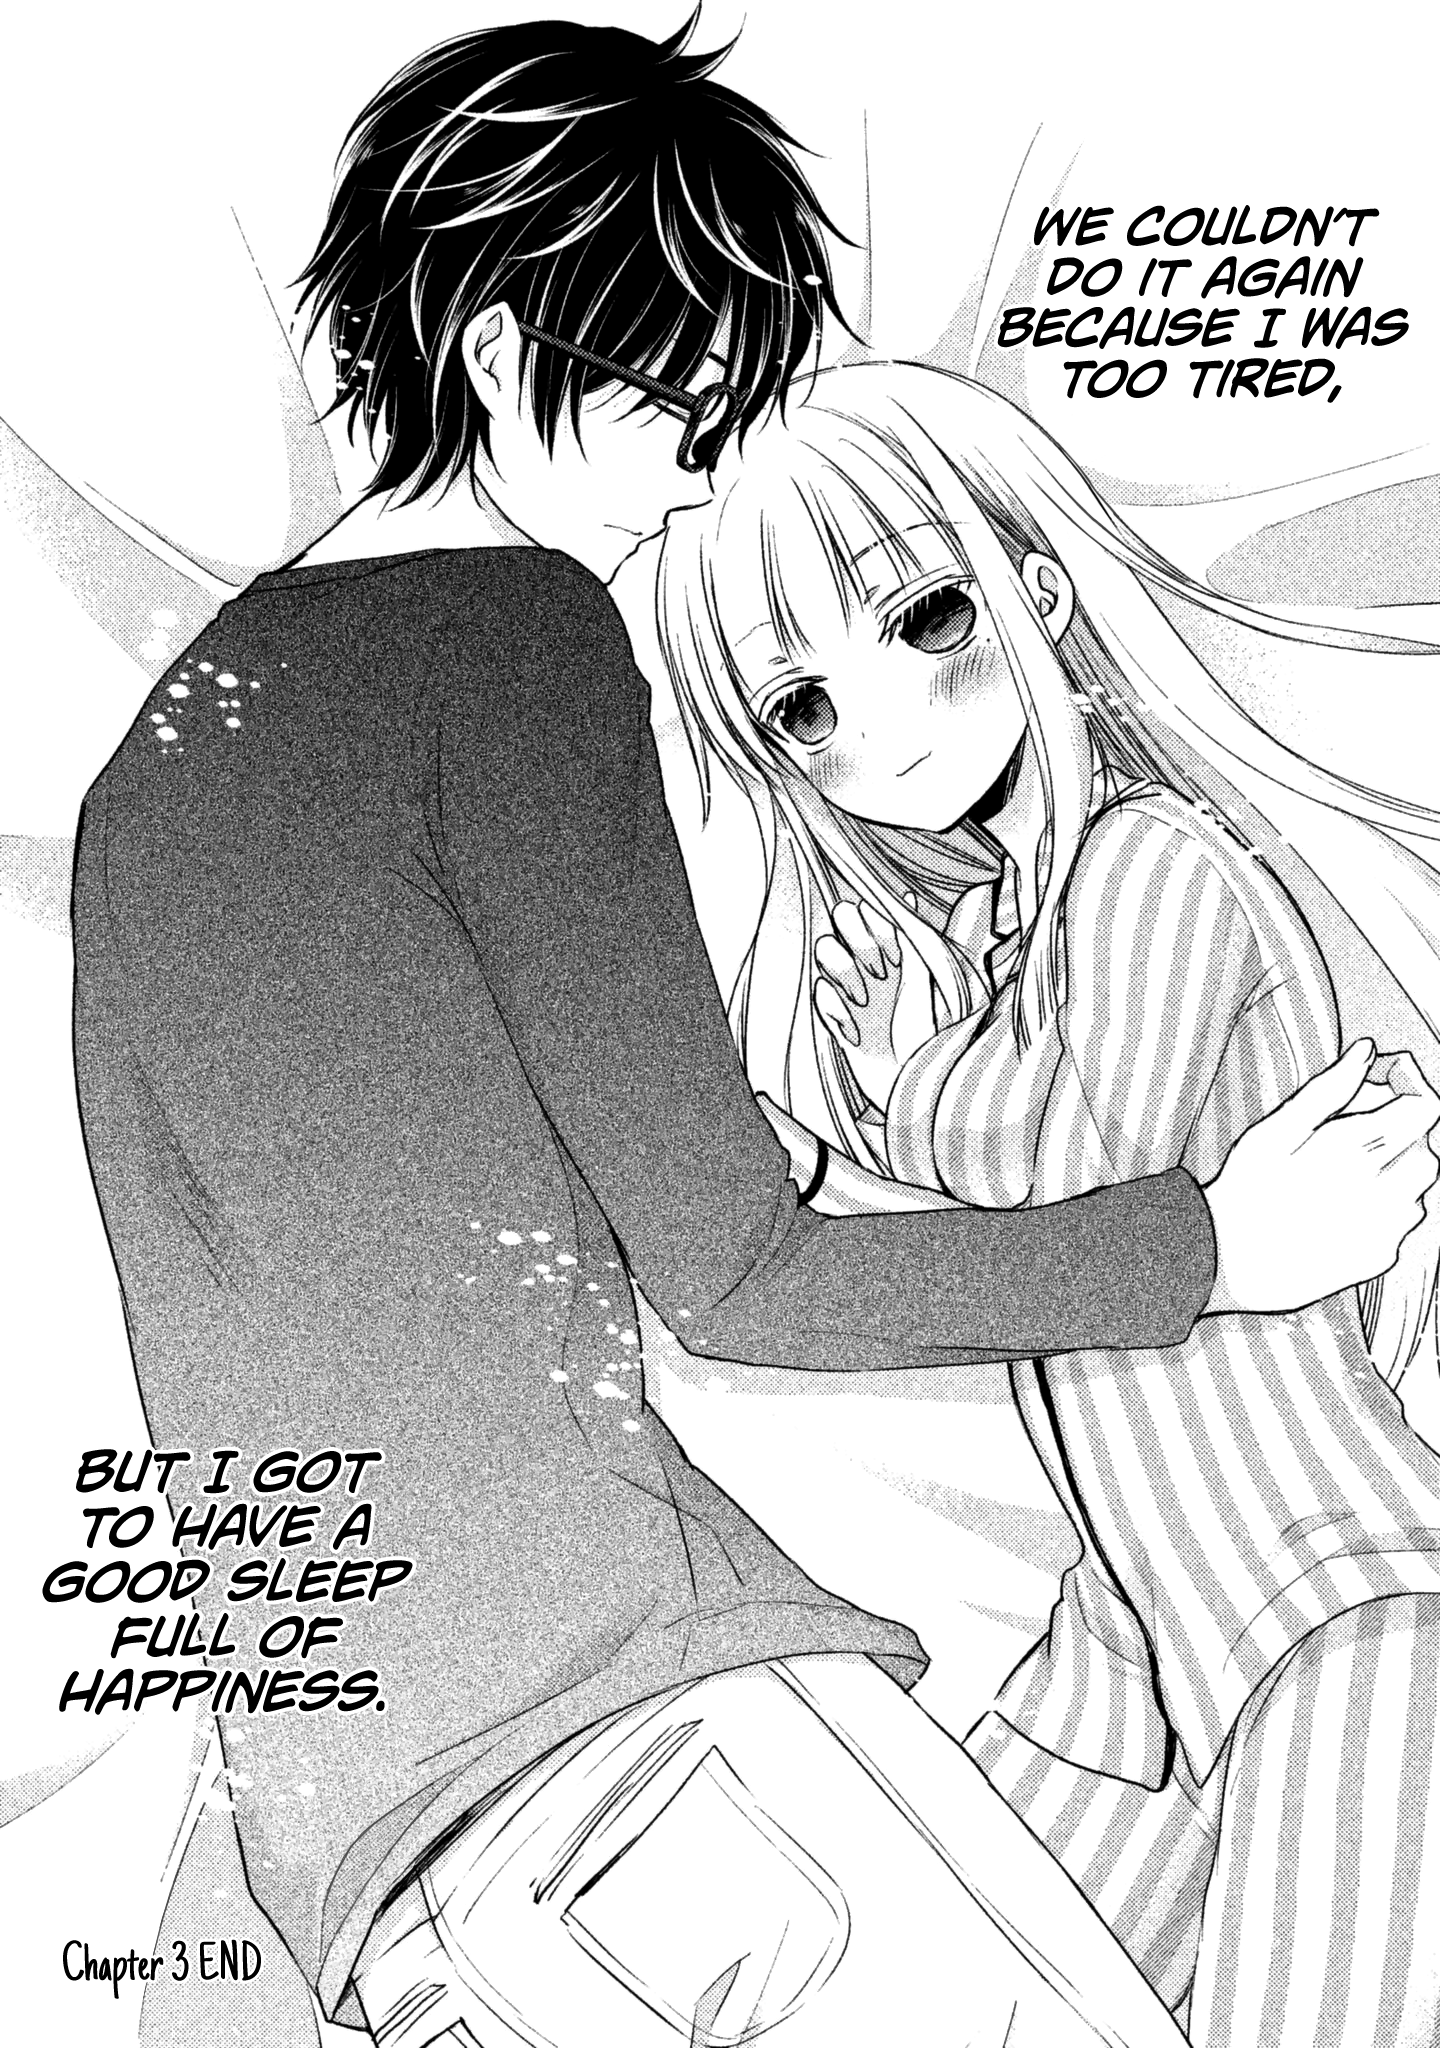 WE COULDN'T
DO IT AGAIN
BECAUSE I WAS
TOO TIRED,
BUT I GOT
TO HAVE A
GOOD SLEEP
FULL OF
HAPPINESS.
Chapter 3 END